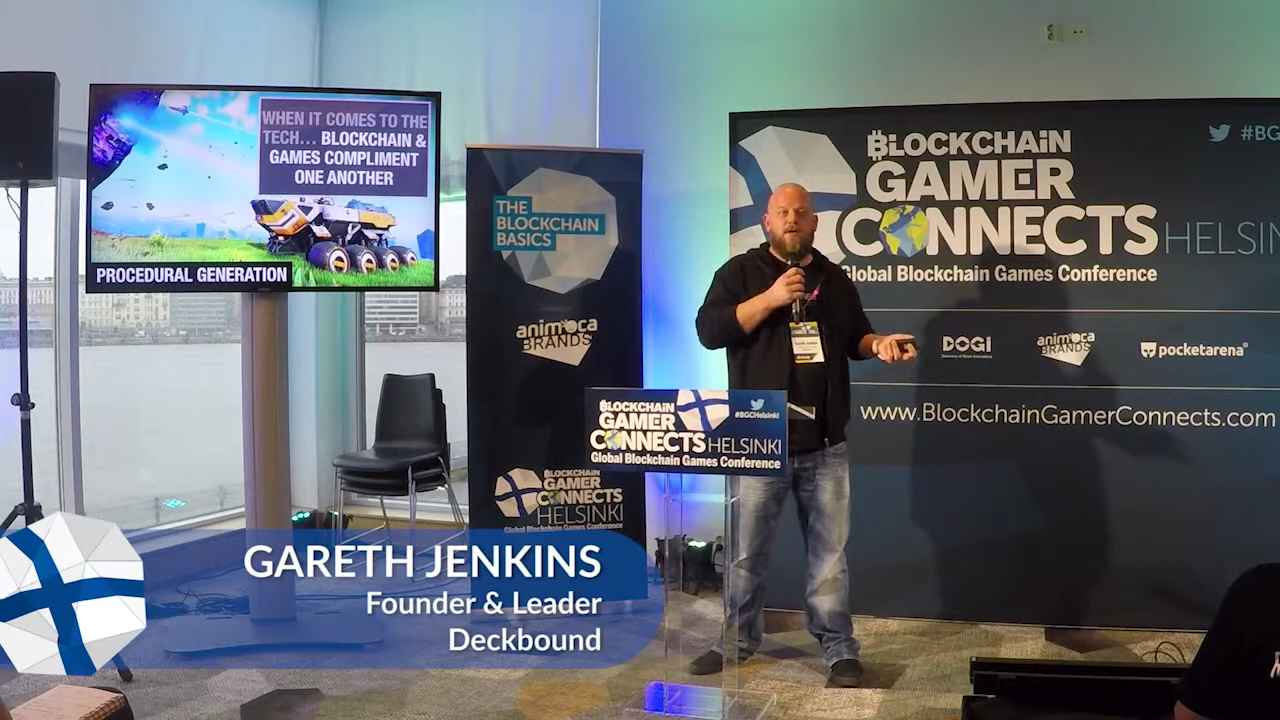 WHEN IT COMES TO THE
TECH... BLOCKCHAIN &
GAMES COMPLIMENT
ONE ANOTHER
PROCEDURAL GENERATION
THE
BLOCKCHAIN
BASICS
animoca
BRANDS
BLOCKCHAIN
GAMER
CONNECTS
HELSINKI
Global Blockchain Games Conference
BLOCKCHAIN
GAMER
CONNECTS HELSINKI
Global Blockchain Games Conference
#BGCHelsinki
#BG
BLOCKCHAIN
GAMER
CONNECTS HELSIN
Global Blockchain Games Conference
DOGI
animoca
BRANDS
pocketarena
www.BlockchainGamerConnects.com
GARETH JENKINS
Founder & Leader
Deckbound